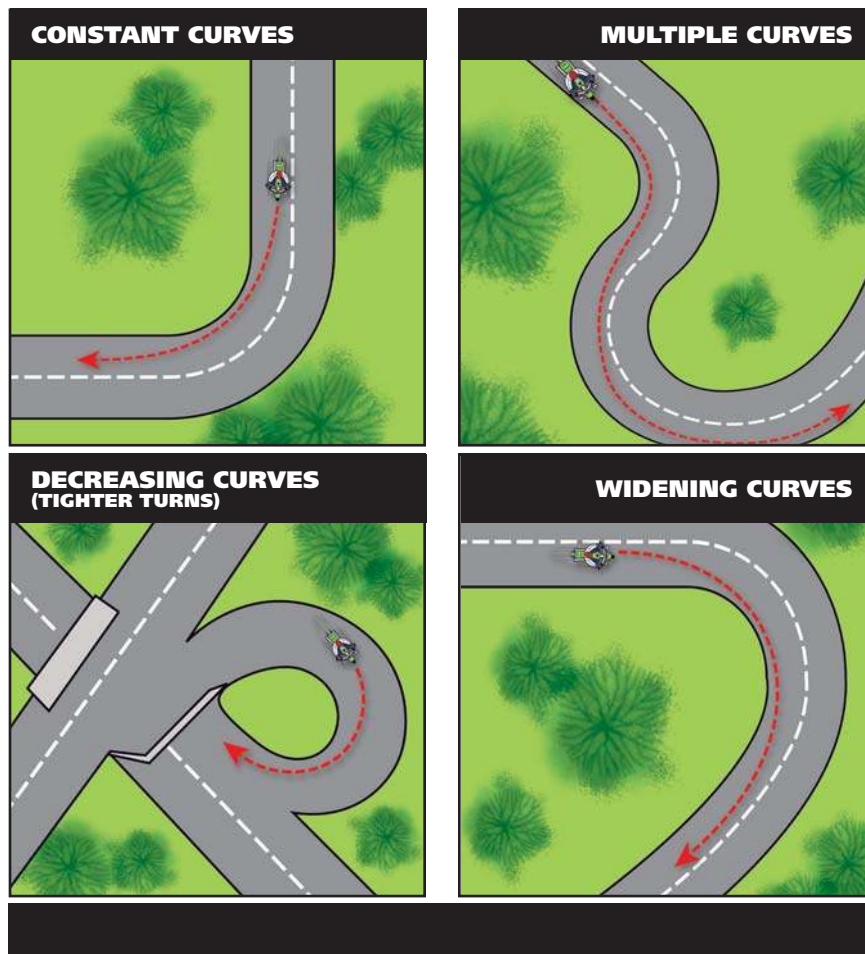 CONSTANT CURVES
MULTIPLE CURVES
DECREASING CURVES
(TIGHTER TURNS)
WIDENING CURVES